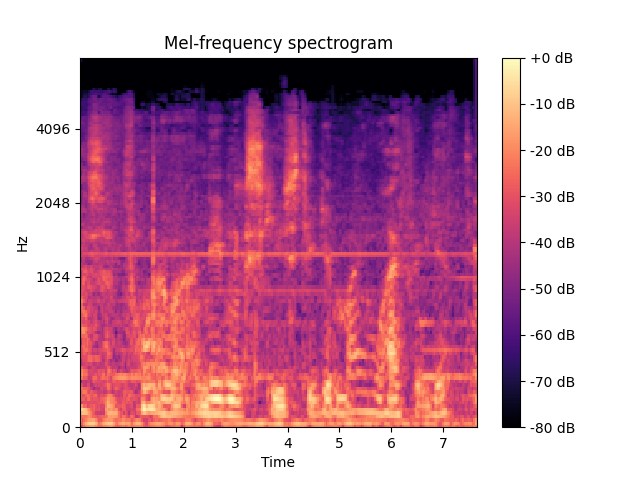 Mel-frequency spectrogram
Hz
4096
2048
1024
512
0
0 1 2 3 4 5 6 7
Time
+0 dB
-10 dB
-20 dB
-30 dB
-40 dB
-50 dB
-60 dB
-70 dB
-80 dB